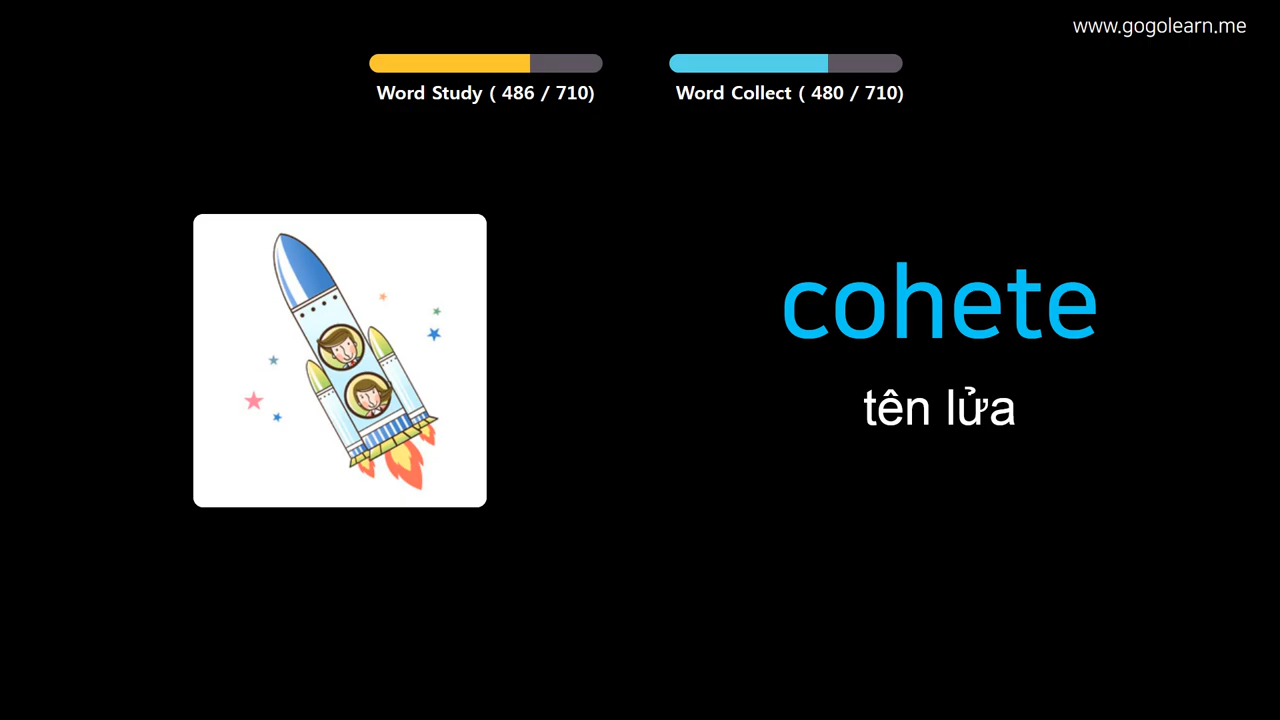 www.gogolearn.me
Word Study ( 486 / 710)
Word Collect ( 480 / 710)
cohete
tên lửa